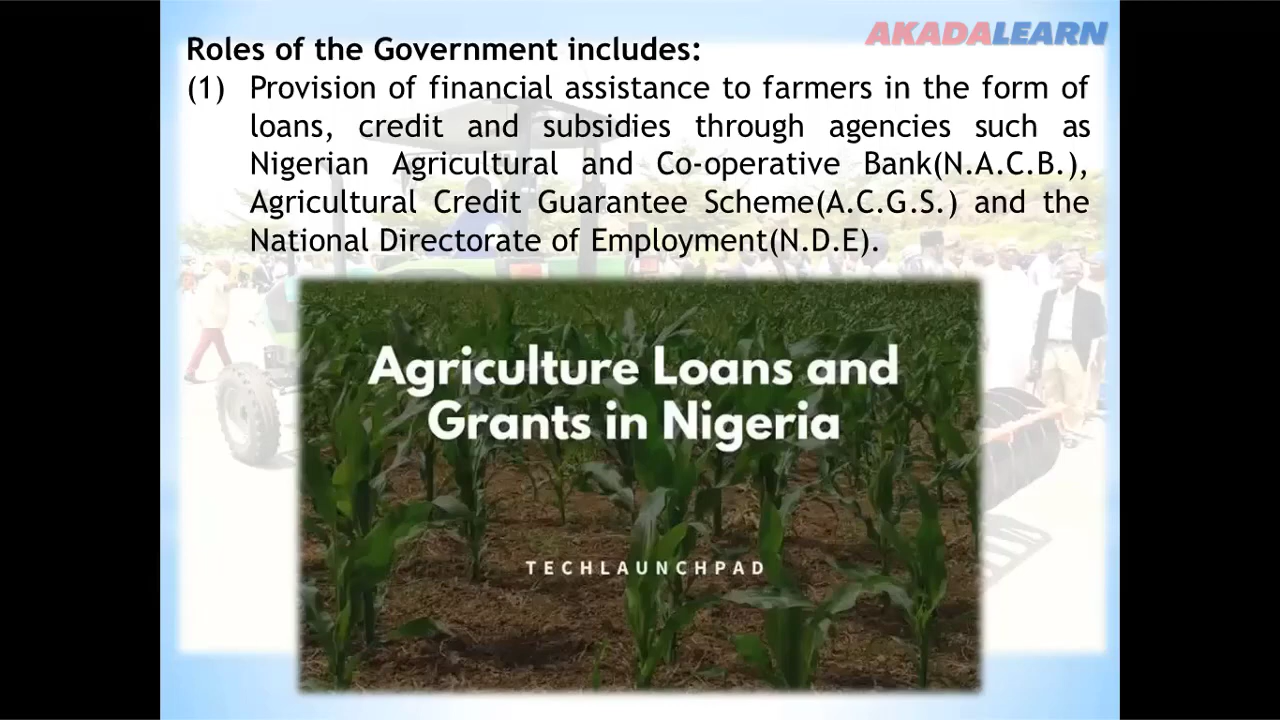 AKADALEARN
Roles of the Government includes:
(1) Provision of financial assistance to farmers in the form of
loans, credit and subsidies through agencies such as
Nigerian Agricultural and Co-operative Bank(N.A.C.B.),
Agricultural Credit Guarantee Scheme(A.C.G.S.) and the
National Directorate of Employment(N.D.E).
Agriculture Loans and
Grants in Nigeria
TECHLAUNCHPAD